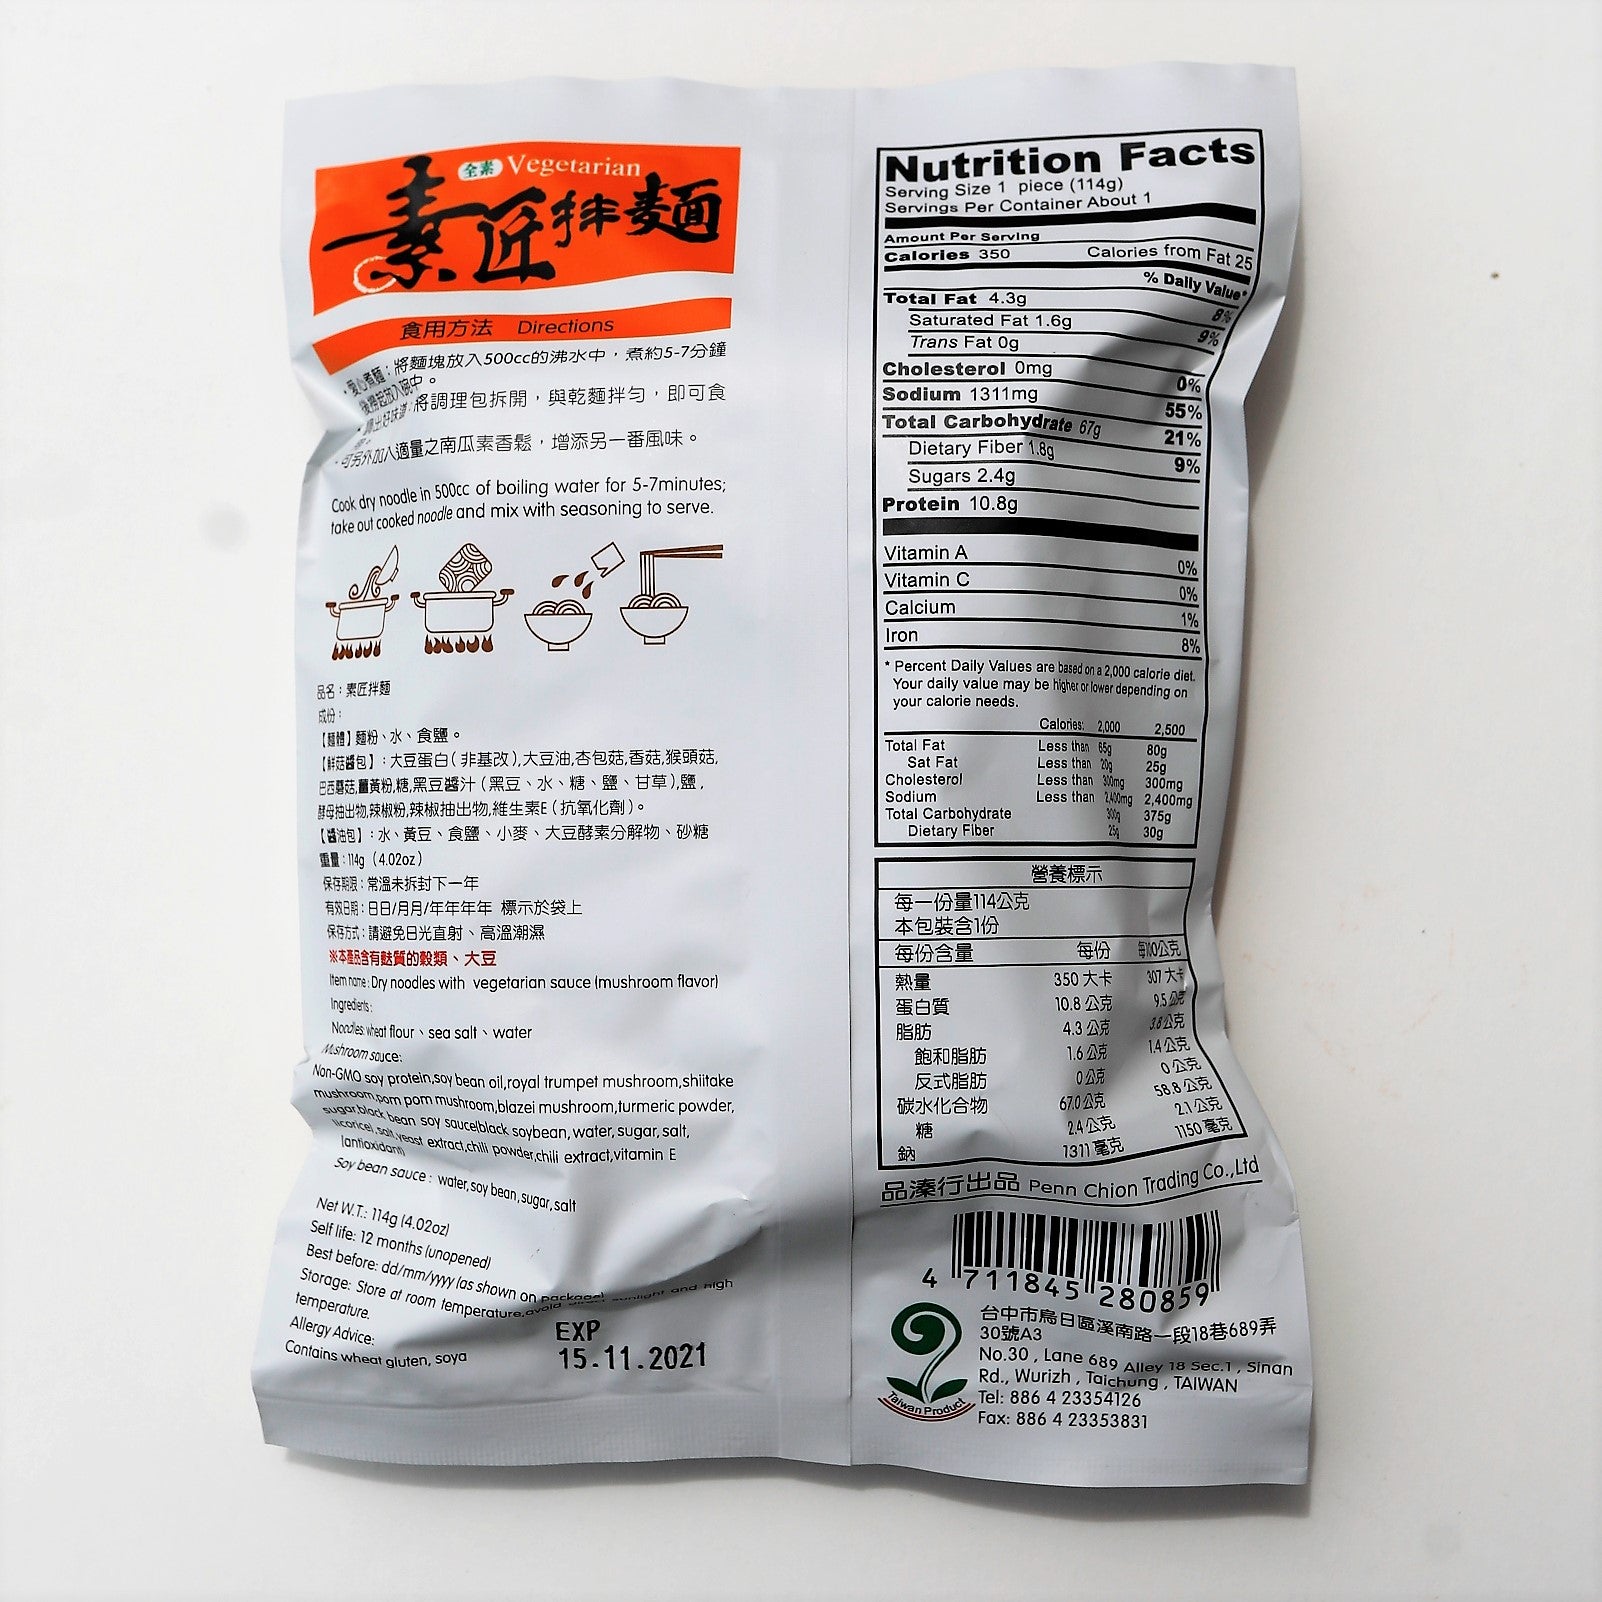 全素 Vegetarian
素匠拌麵
食用方法 Directions
・愛心煮麵：將麵塊放入500cc的沸水中，煮約5-7分鐘
後撈起放入碗中。
將調理包拆開，與乾麵拌勻，即可食
・可另外加入適量之南瓜素香鬆，增添另一番風味。
Cook dry noodle in 500cc of boiling water for 5-7minutes;
take out cooked noodle and mix with seasoning to serve.
品名：素匠拌麵
成份：
【麵體】麵粉、水、食鹽。
【鮮菇醬包】：大豆蛋白(非基改),大豆油,杏包菇,香菇,猴頭菇,
巴西蘑菇,薑黃粉,糖,黑豆醬汁(黑豆、水、糖、鹽、甘草),鹽,
酵母抽出物,辣椒粉,辣椒抽出物,維生素E(抗氧化劑)。
【醬油包】：水、黃豆、食鹽、小麥、大豆酵素分解物、砂糖
重量：114g (4.02oz)
保存期限：常溫未拆封下一年
有效日期：日日/月月/年年年年 標示於袋上
保存方式：請避免日光直射、高溫潮濕
※本產品含有麩質的穀類、大豆
Item name: Dry noodles with vegetarian sauce (mushroom flavor)
Ingredients:
Noodles: wheat flour、sea salt、water
Mushroom sauce:
Non-GMO soy protein,soy bean oil,royal trumpet mushroom,shiitake
mushroom,pom pom mushroom,blazei mushroom,turmeric powder,
sugar,black bean soy sauce(black soybean,water,sugar,salt,
licorice),salt,yeast extract,chili powder,chili extract,vitamin E
(antioxidant)
Soy bean sauce : water,soy bean,sugar,salt
Net W.T.: 114g (4.02oz)
Self life: 12 months (unopened)
Best before: dd/mm/yyyy (as shown on package)
Storage: Store at room temperature,avoid direct sunlight and high
temperature.
Allergy Advice:
Contains wheat gluten, soya
EXP
15.11.2021
Nutrition Facts
Serving Size 1 piece (114g)
Servings Per Container About 1
Amount Per Serving
Calories 350 Calories from Fat 25
% Daily Value*
Total Fat 4.3g 8%
Saturated Fat 1.6g 9%
Trans Fat 0g
Cholesterol 0mg 0%
Sodium 1311mg 55%
Total Carbohydrate 67g 21%
Dietary Fiber 1.8g 9%
Sugars 2.4g
Protein 10.8g
Vitamin A 0%
Vitamin C 0%
Calcium 1%
Iron 8%
* Percent Daily Values are based on a 2,000 calorie diet.
Your daily value may be higher or lower depending on
your calorie needs.
Calories: 2,000 2,500
Total Fat Less than 65g 80g
Sat Fat Less than 20g 25g
Cholesterol Less than 300mg 300mg
Sodium Less than 2,400mg 2,400mg
Total Carbohydrate 300g 375g
Dietary Fiber 25g 30g
營養標示
每一份量114公克
本包裝含1份
每份含量 每份 每100公克
熱量 350 大卡 307 大卡
蛋白質 10.8 公克 9.5 公克
脂肪 4.3 公克 3.8 公克
飽和脂肪 1.6 公克 1.4 公克
反式脂肪 0 公克 0 公克
碳水化合物 67.0 公克 58.8 公克
糖 2.4 公克 2.1 公克
鈉 1311 毫克 1150 毫克
品溱行出品 Penn Chion Trading Co.,Ltd
4 711845 280859
台中市烏日區溪南路一段18巷689弄
30號A3
No.30 , Lane 689 Alley 18 Sec.1 , Sinan
Rd., Wurizh , Taichung , TAIWAN
Tel: 886 4 23354126
Fax: 886 4 23353831
Taiwan Product